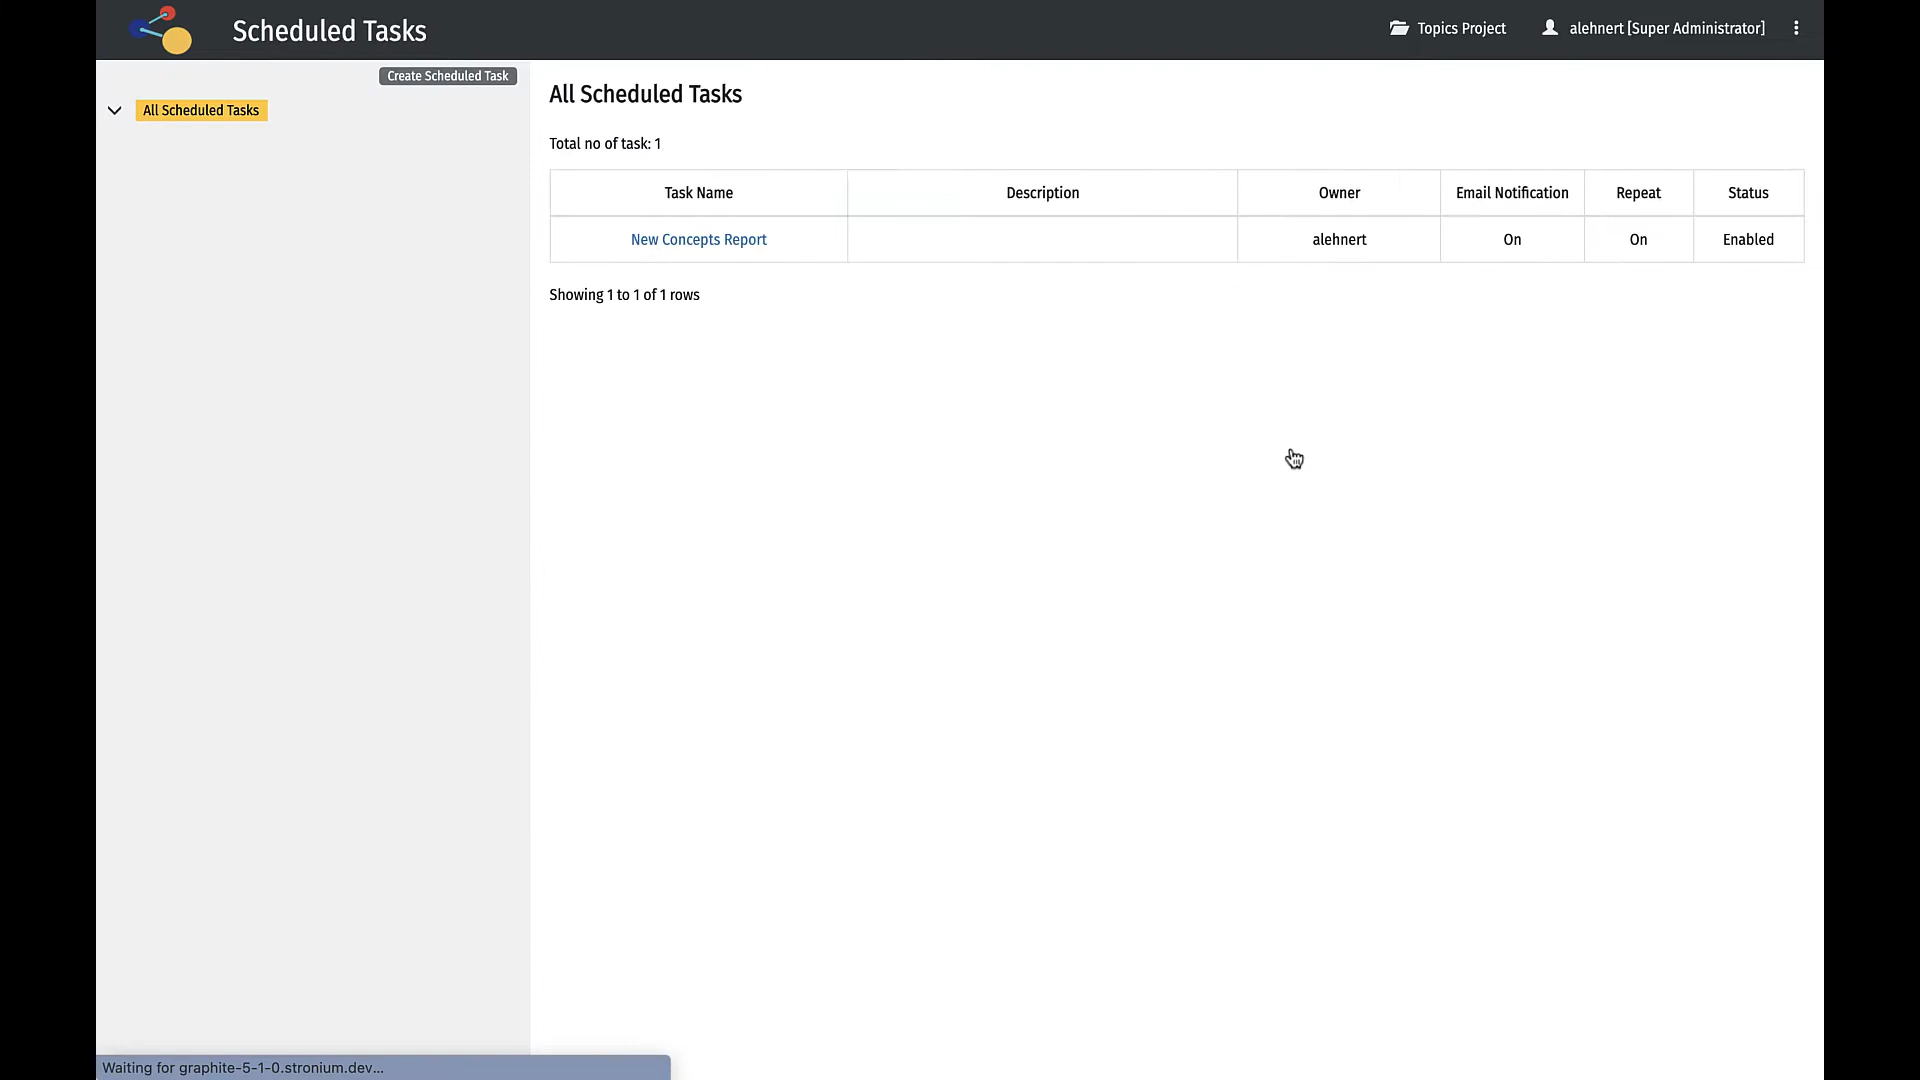 Scheduled Tasks
Topics Project
alehnert [Super Administrator]
Create Scheduled Task
All Scheduled Tasks
All Scheduled Tasks
Total no of task: 1
Task Name Description Owner Email Notification Repeat Status
New Concepts Report alehnert On On Enabled
Showing 1 to 1 of 1 rows
Waiting for graphite-5-1-0.stronium.dev...